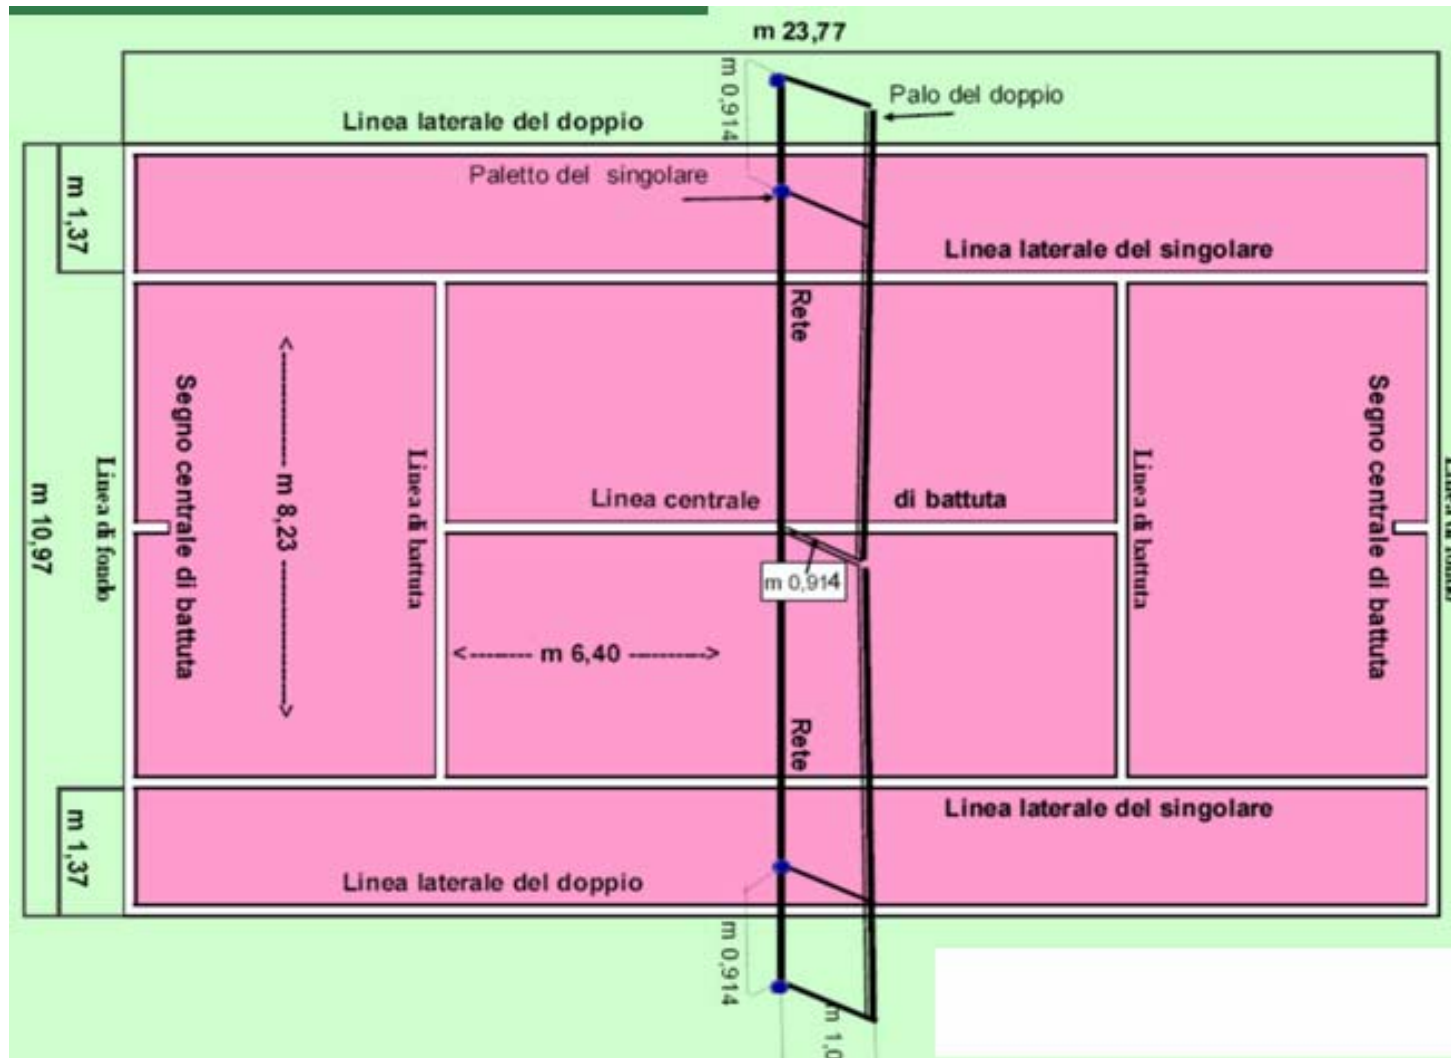 m 23,77
m 0,914
Palo del doppio
Linea laterale del doppio
Paletto del singolare
m 1,37
Linea laterale del singolare
Rete
Segno centrale di battuta
Segno centrale di battuta
Linea di fondo
m 10,97
m 8,23
Linea di battuta
Linea centrale di battuta
Linea di battuta
m 0,914
<-------- m 6,40 ---------->
Rete
m 1,37
Linea laterale del singolare
Linea laterale del doppio
m 0,914